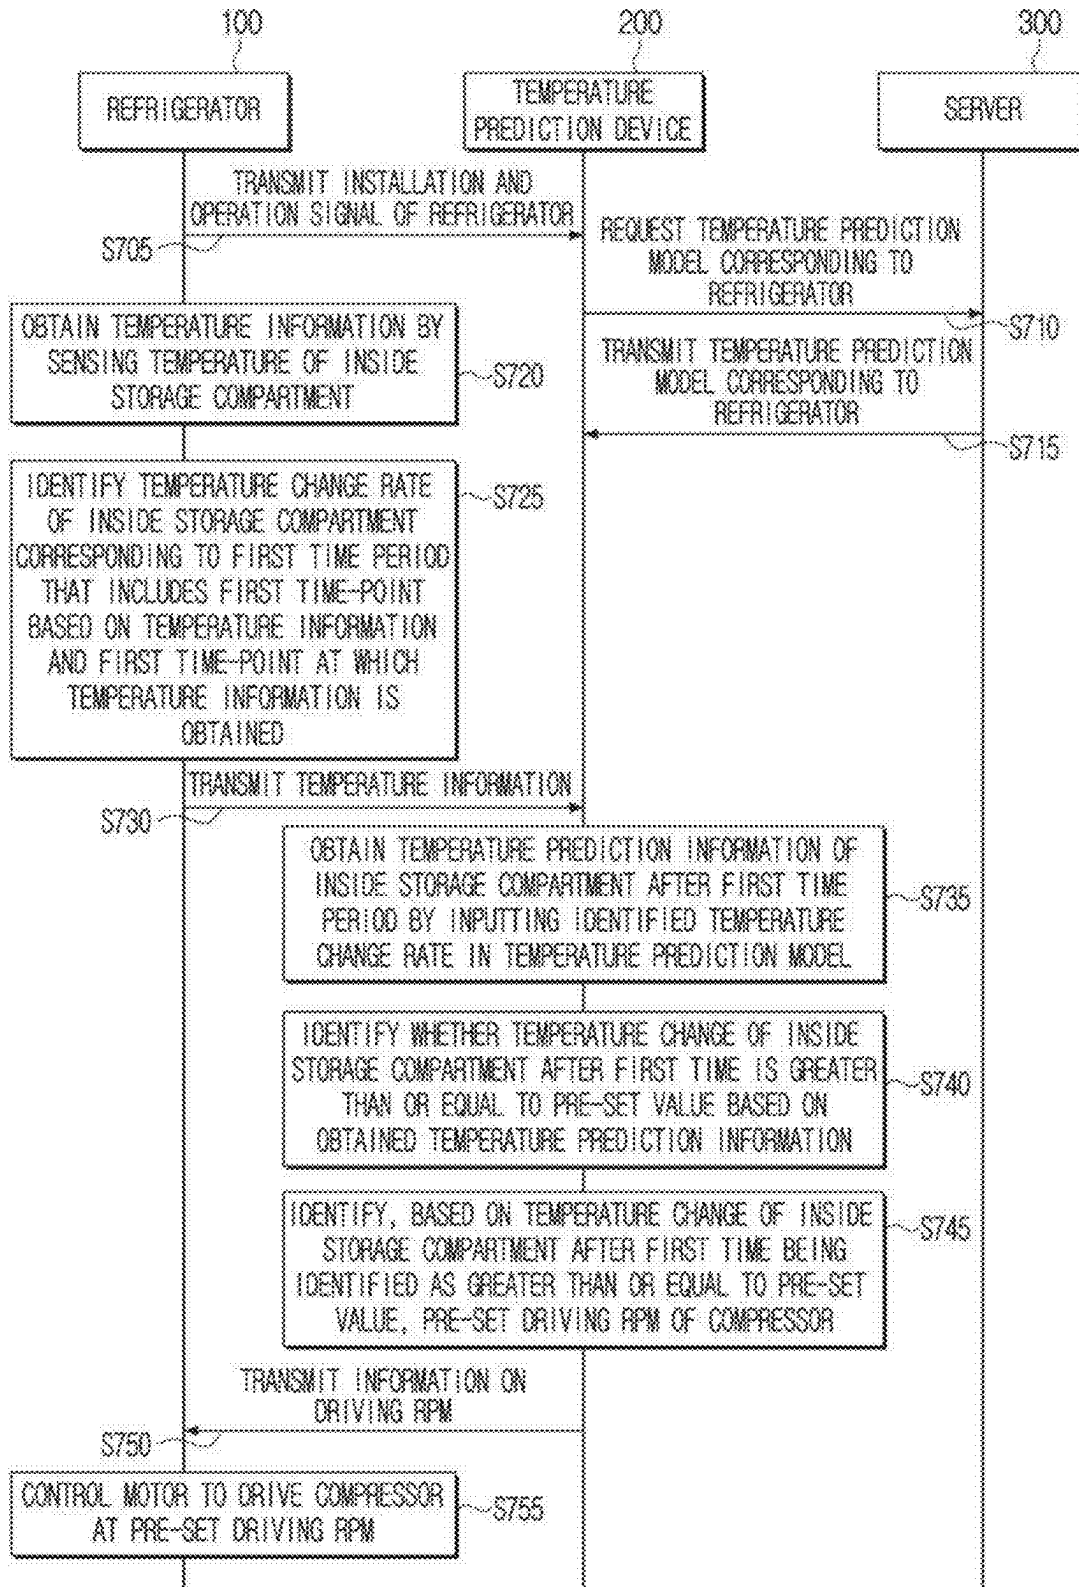 100
200
300
REFRIGERATOR
TEMPERATURE
PREDICTION DEVICE
SERVER
TRANSMIT INSTALLATION AND
OPERATION SIGNAL OF REFRIGERATOR
S705
REQUEST TEMPERATURE PREDICTION
MODEL CORRESPONDING TO
REFRIGERATOR
S710
OBTAIN TEMPERATURE INFORMATION BY
SENSING TEMPERATURE OF INSIDE
STORAGE COMPARTMENT
S720
TRANSMIT TEMPERATURE PREDICTION
MODEL CORRESPONDING TO
REFRIGERATOR
S715
IDENTIFY TEMPERATURE CHANGE RATE
OF INSIDE STORAGE COMPARTMENT
CORRESPONDING TO FIRST TIME PERIOD
THAT INCLUDES FIRST TIME-POINT
BASED ON TEMPERATURE INFORMATION
AND FIRST TIME-POINT AT WHICH
TEMPERATURE INFORMATION IS
OBTAINED
S725
TRANSMIT TEMPERATURE INFORMATION
S730
OBTAIN TEMPERATURE PREDICTION INFORMATION OF
INSIDE STORAGE COMPARTMENT AFTER FIRST TIME
PERIOD BY INPUTTING IDENTIFIED TEMPERATURE
CHANGE RATE IN TEMPERATURE PREDICTION MODEL
S735
IDENTIFY WHETHER TEMPERATURE CHANGE OF INSIDE
STORAGE COMPARTMENT AFTER FIRST TIME IS GREATER
THAN OR EQUAL TO PRE-SET VALUE BASED ON
OBTAINED TEMPERATURE PREDICTION INFORMATION
S740
IDENTIFY, BASED ON TEMPERATURE CHANGE OF INSIDE
STORAGE COMPARTMENT AFTER FIRST TIME BEING
IDENTIFIED AS GREATER THAN OR EQUAL TO PRE-SET
VALUE, PRE-SET DRIVING RPM OF COMPRESSOR
S745
TRANSMIT INFORMATION ON
DRIVING RPM
S750
CONTROL MOTOR TO DRIVE COMPRESSOR
AT PRE-SET DRIVING RPM
S755